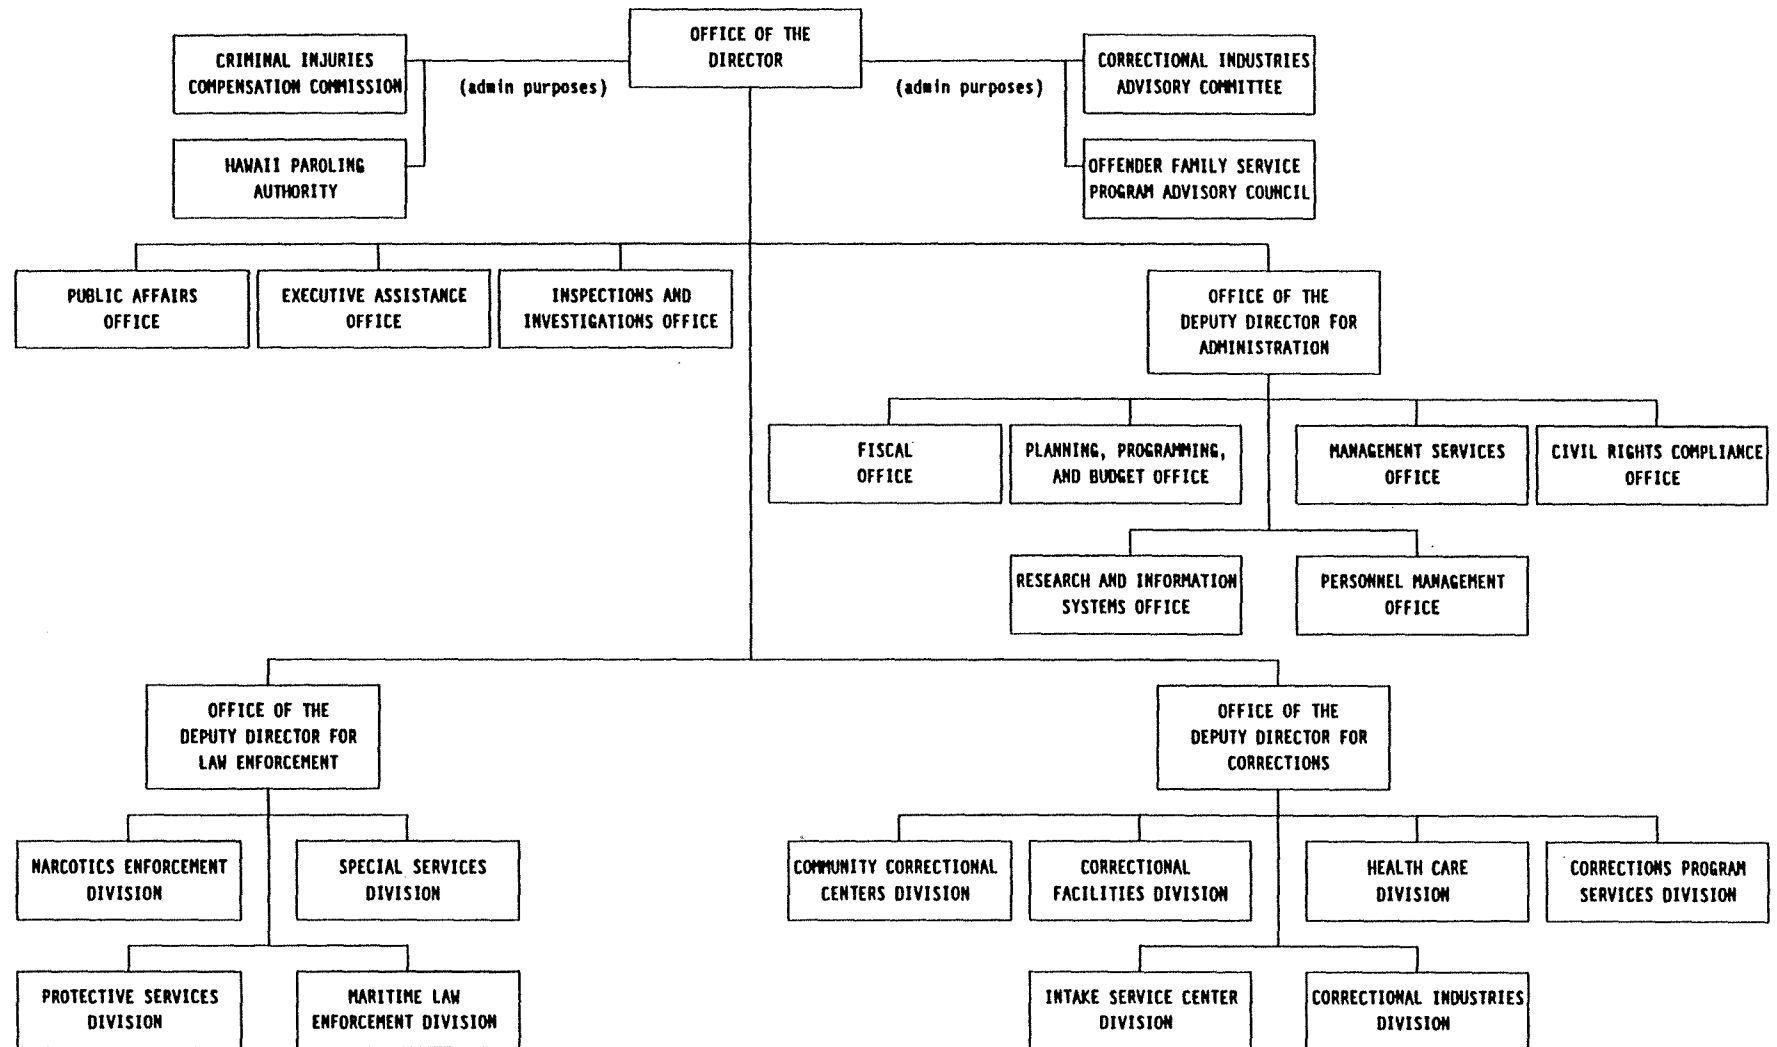 OFFICE OF THE
DIRECTOR
CRIMINAL INJURIES
COMPENSATION COMMISSION
(admin purposes)
(admin purposes)
CORRECTIONAL INDUSTRIES
ADVISORY COMMITTEE
HAWAII PAROLING
AUTHORITY
OFFENDER FAMILY SERVICE
PROGRAM ADVISORY COUNCIL
PUBLIC AFFAIRS
OFFICE
EXECUTIVE ASSISTANCE
OFFICE
INSPECTIONS AND
INVESTIGATIONS OFFICE
OFFICE OF THE
DEPUTY DIRECTOR FOR
ADMINISTRATION
FISCAL
OFFICE
PLANNING, PROGRAMMING,
AND BUDGET OFFICE
MANAGEMENT SERVICES
OFFICE
CIVIL RIGHTS COMPLIANCE
OFFICE
RESEARCH AND INFORMATION
SYSTEMS OFFICE
PERSONNEL MANAGEMENT
OFFICE
OFFICE OF THE
DEPUTY DIRECTOR FOR
LAW ENFORCEMENT
OFFICE OF THE
DEPUTY DIRECTOR FOR
CORRECTIONS
NARCOTICS ENFORCEMENT
DIVISION
SPECIAL SERVICES
DIVISION
COMMUNITY CORRECTIONAL
CENTERS DIVISION
CORRECTIONAL
FACILITIES DIVISION
HEALTH CARE
DIVISION
CORRECTIONS PROGRAM
SERVICES DIVISION
PROTECTIVE SERVICES
DIVISION
MARITIME LAW
ENFORCEMENT DIVISION
INTAKE SERVICE CENTER
DIVISION
CORRECTIONAL INDUSTRIES
DIVISION